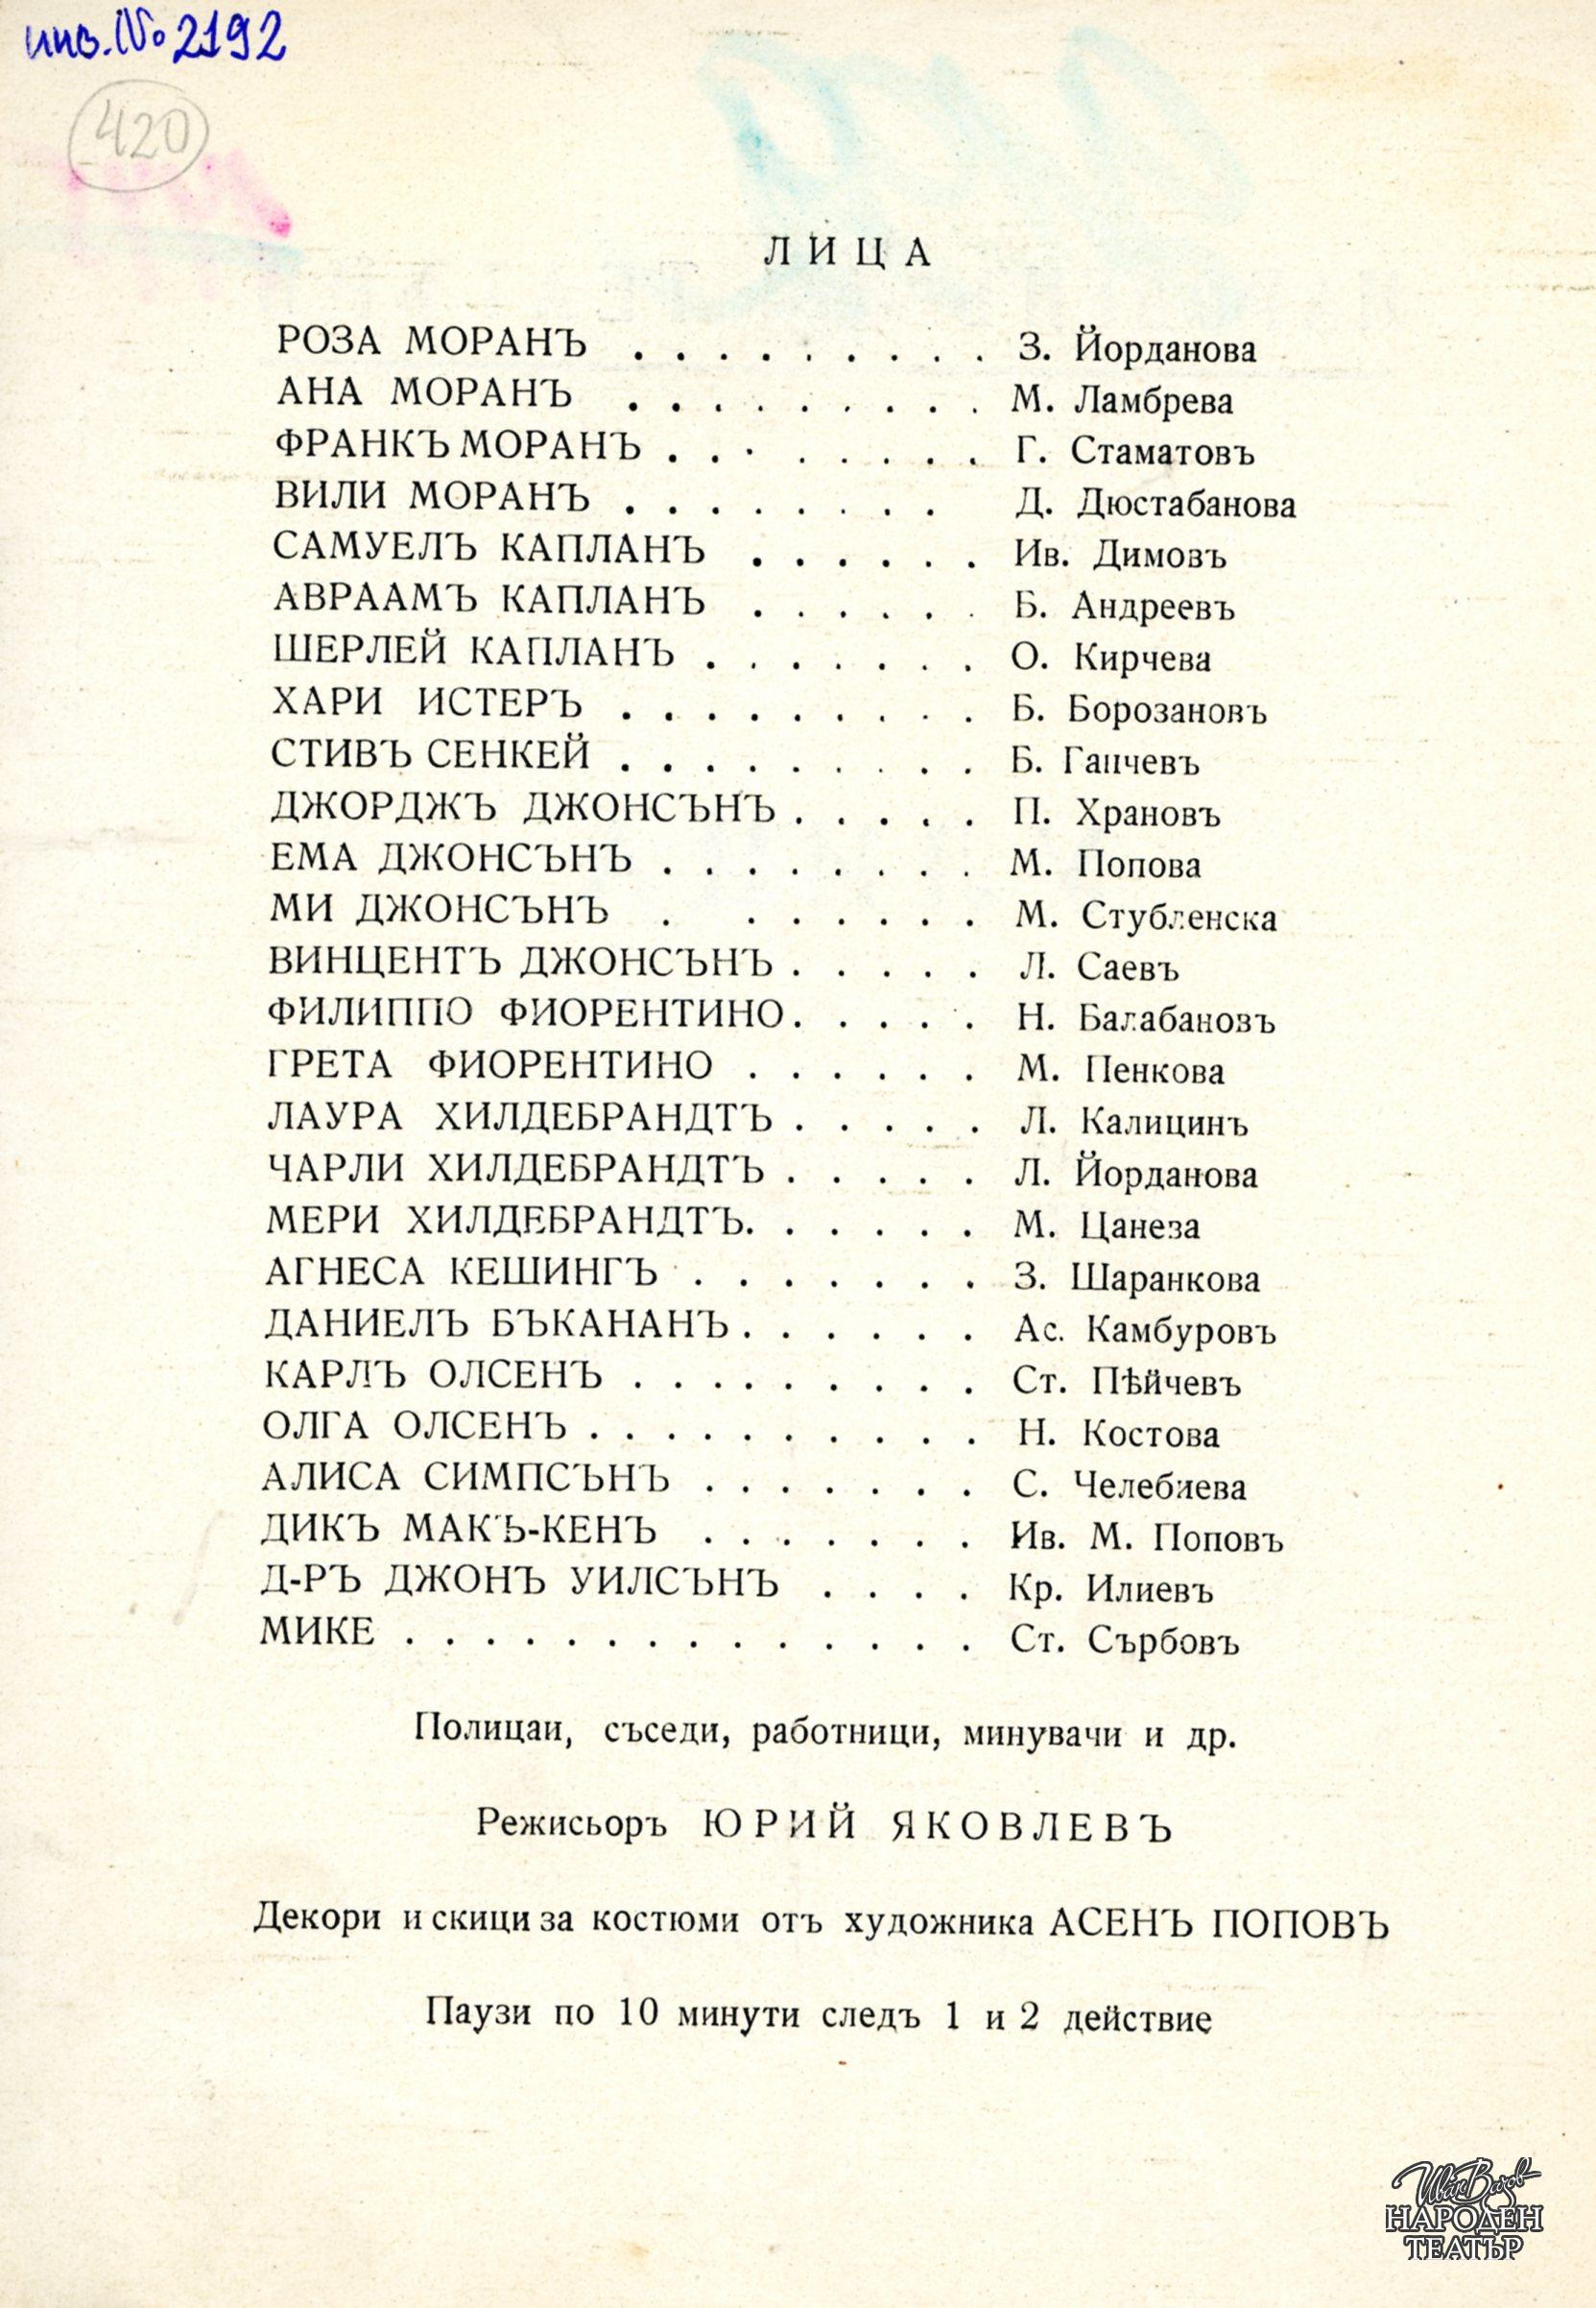 инв. № 2192
420
ЛИЦА
РОЗА МОРАНЪ . . . . . . . . . З. Йорданова
АНА МОРАНЪ . . . . . . . . . М. Ламбрева
ФРАНКЪ МОРАНЪ . . . . . . . . Г. Стаматовъ
ВИЛИ МОРАНЪ . . . . . . . . Д. Дюстабанова
САМУЕЛЪ КАПЛАНЪ . . . . . . Ив. Димовъ
АВРААМЪ КАПЛАНЪ . . . . . . Б. Андреевъ
ШЕРЛЕЙ КАПЛАНЪ . . . . . . . О. Кирчева
ХАРИ ИСТЕРЪ . . . . . . . . . Б. Борозановъ
СТИВЪ СЕНКЕЙ . . . . . . . . . Б. Ганчевъ
ДЖОРДЖЪ ДЖОНСЪНЪ . . . . . П. Храновъ
ЕМА ДЖОНСЪНЪ . . . . . . . . М. Попова
МИ ДЖОНСЪНЪ . . . . . . . М. Стубленска
ВИНЦЕНТЪ ДЖОНСЪНЪ . . . . . Л. Саевъ
ФИЛИППО ФИОРЕНТИНО . . . . . Н. Балабановъ
ГРЕТА ФИОРЕНТИНО . . . . . . М. Пенкова
ЛАУРА ХИЛДЕБРАНДТЪ . . . . . Л. Калицинъ
ЧАРЛИ ХИЛДЕБРАНДТЪ . . . . . Л. Йорданова
МЕРИ ХИЛДЕБРАНДТЪ . . . . . . М. Цанева
АГНЕСА КЕШИНГЪ . . . . . . . З. Шаранкова
ДАНИЕЛЪ БЪКАНАНЪ . . . . . . Ас. Камбуровъ
КАРЛЪ ОЛСЕНЪ . . . . . . . . . Ст. Пѣйчевъ
ОЛГА ОЛСЕНЪ . . . . . . . . . . Н. Костова
АЛИСА СИМПСЪНЪ . . . . . . . С. Челебиева
ДИКЪ МАКЪ-КЕНЪ . . . . . . . Ив. М. Поповъ
Д-РЪ ДЖОНЪ УИЛСЪНЪ . . . . Кр. Илиевъ
МИКЕ . . . . . . . . . . . . . . Ст. Сърбовъ
Полицаи, съседи, работници, минувачи и др.
Режисьоръ ЮРИЙ ЯКОВЛЕВЪ
Декори и скици за костюми отъ художника АСЕНЪ ПОПОВЪ
Паузи по 10 минути следъ 1 и 2 действие
Иван Вазов
НАРОДЕН
ТЕАТЪР